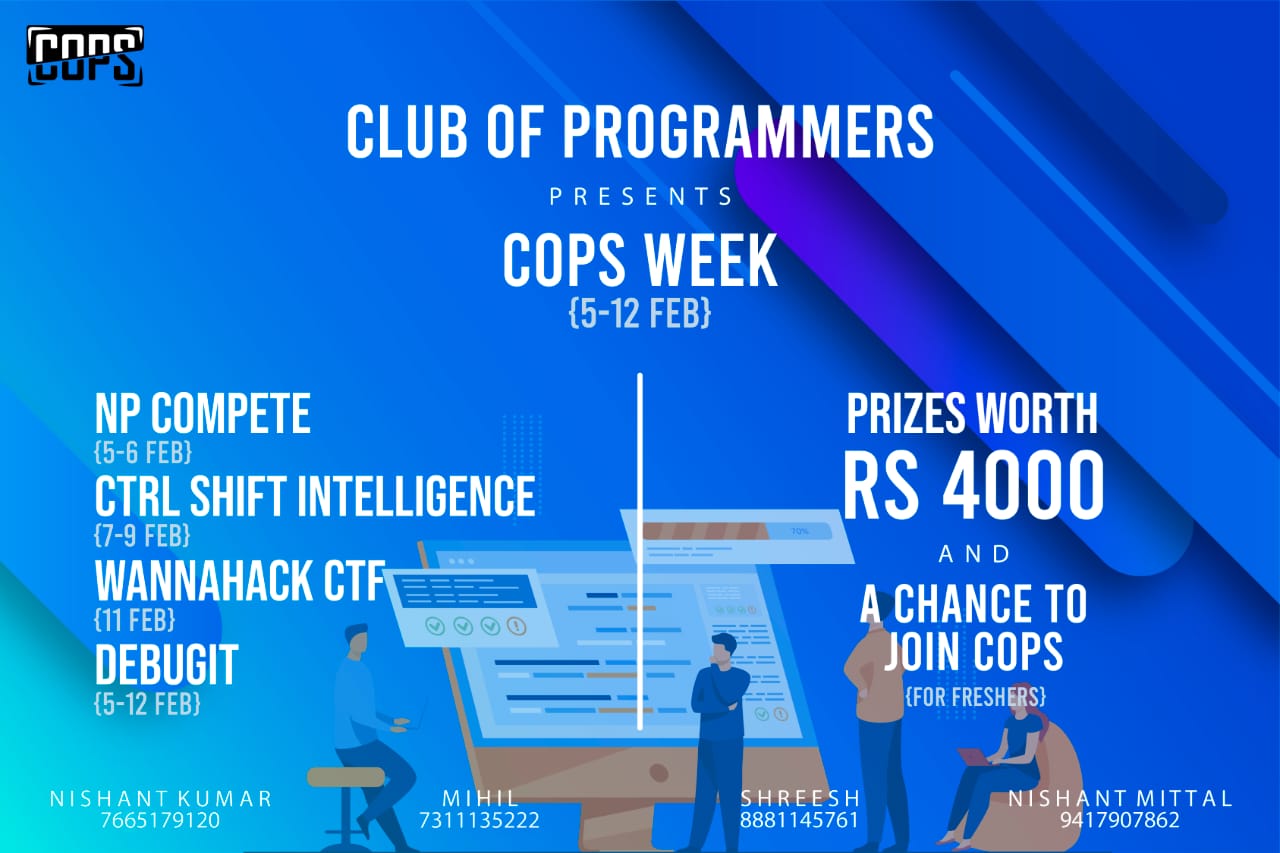 COPS
CLUB OF PROGRAMMERS
PRESENTS
COPS WEEK
{5-12 FEB}
NP COMPETE
{5-6 FEB}
CTRL SHIFT INTELLIGENCE
{7-9 FEB}
WANNAHACK CTF
{11 FEB}
DEBUGIT
{5-12 FEB}
PRIZES WORTH
RS 4000
AND
A CHANCE TO
JOIN COPS
{FOR FRESHERS}
70%
NISHANT KUMAR
7665179120
MIHIL
7311135222
SHREESH
8881145761
NISHANT MITTAL
9417907862